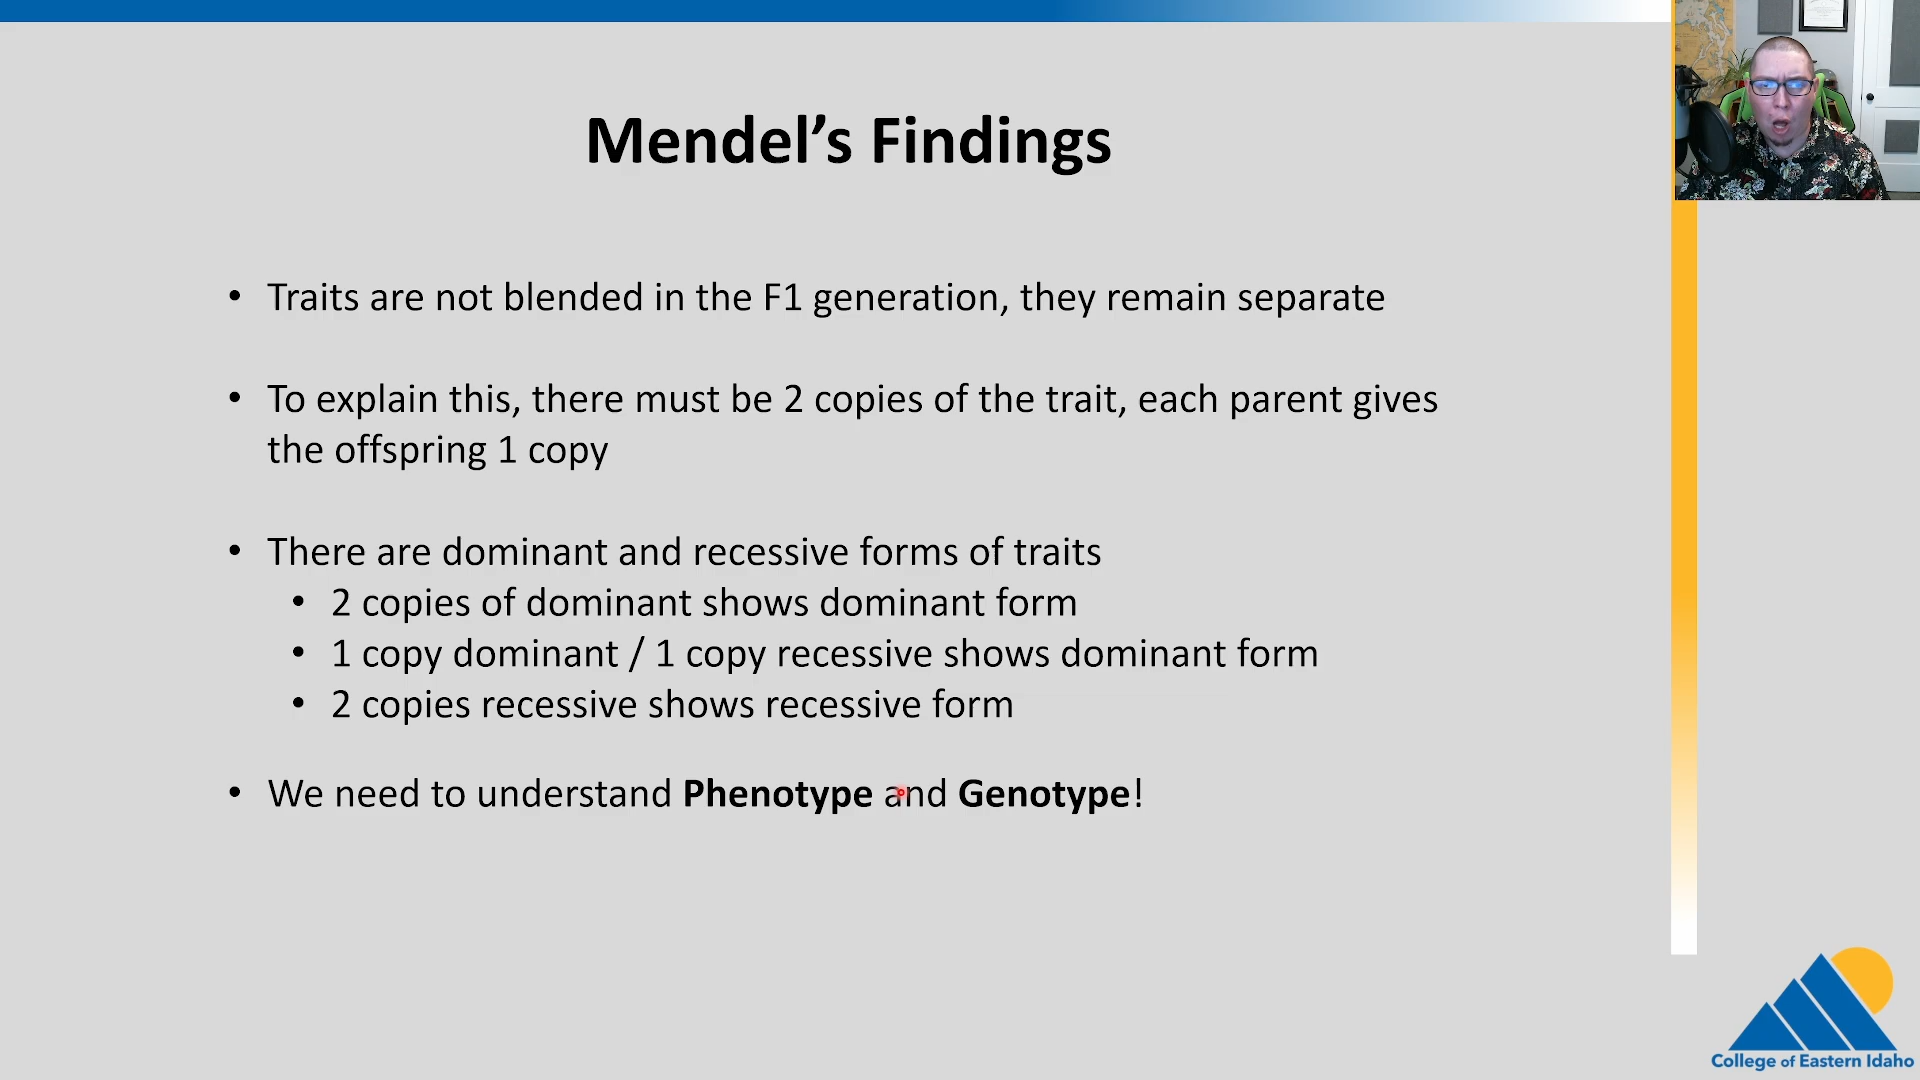 Mendel’s Findings
• Traits are not blended in the F1 generation, they remain separate
• To explain this, there must be 2 copies of the trait, each parent gives
the offspring 1 copy
• There are dominant and recessive forms of traits
• 2 copies of dominant shows dominant form
• 1 copy dominant / 1 copy recessive shows dominant form
• 2 copies recessive shows recessive form
• We need to understand Phenotype and Genotype!
College of Eastern Idaho